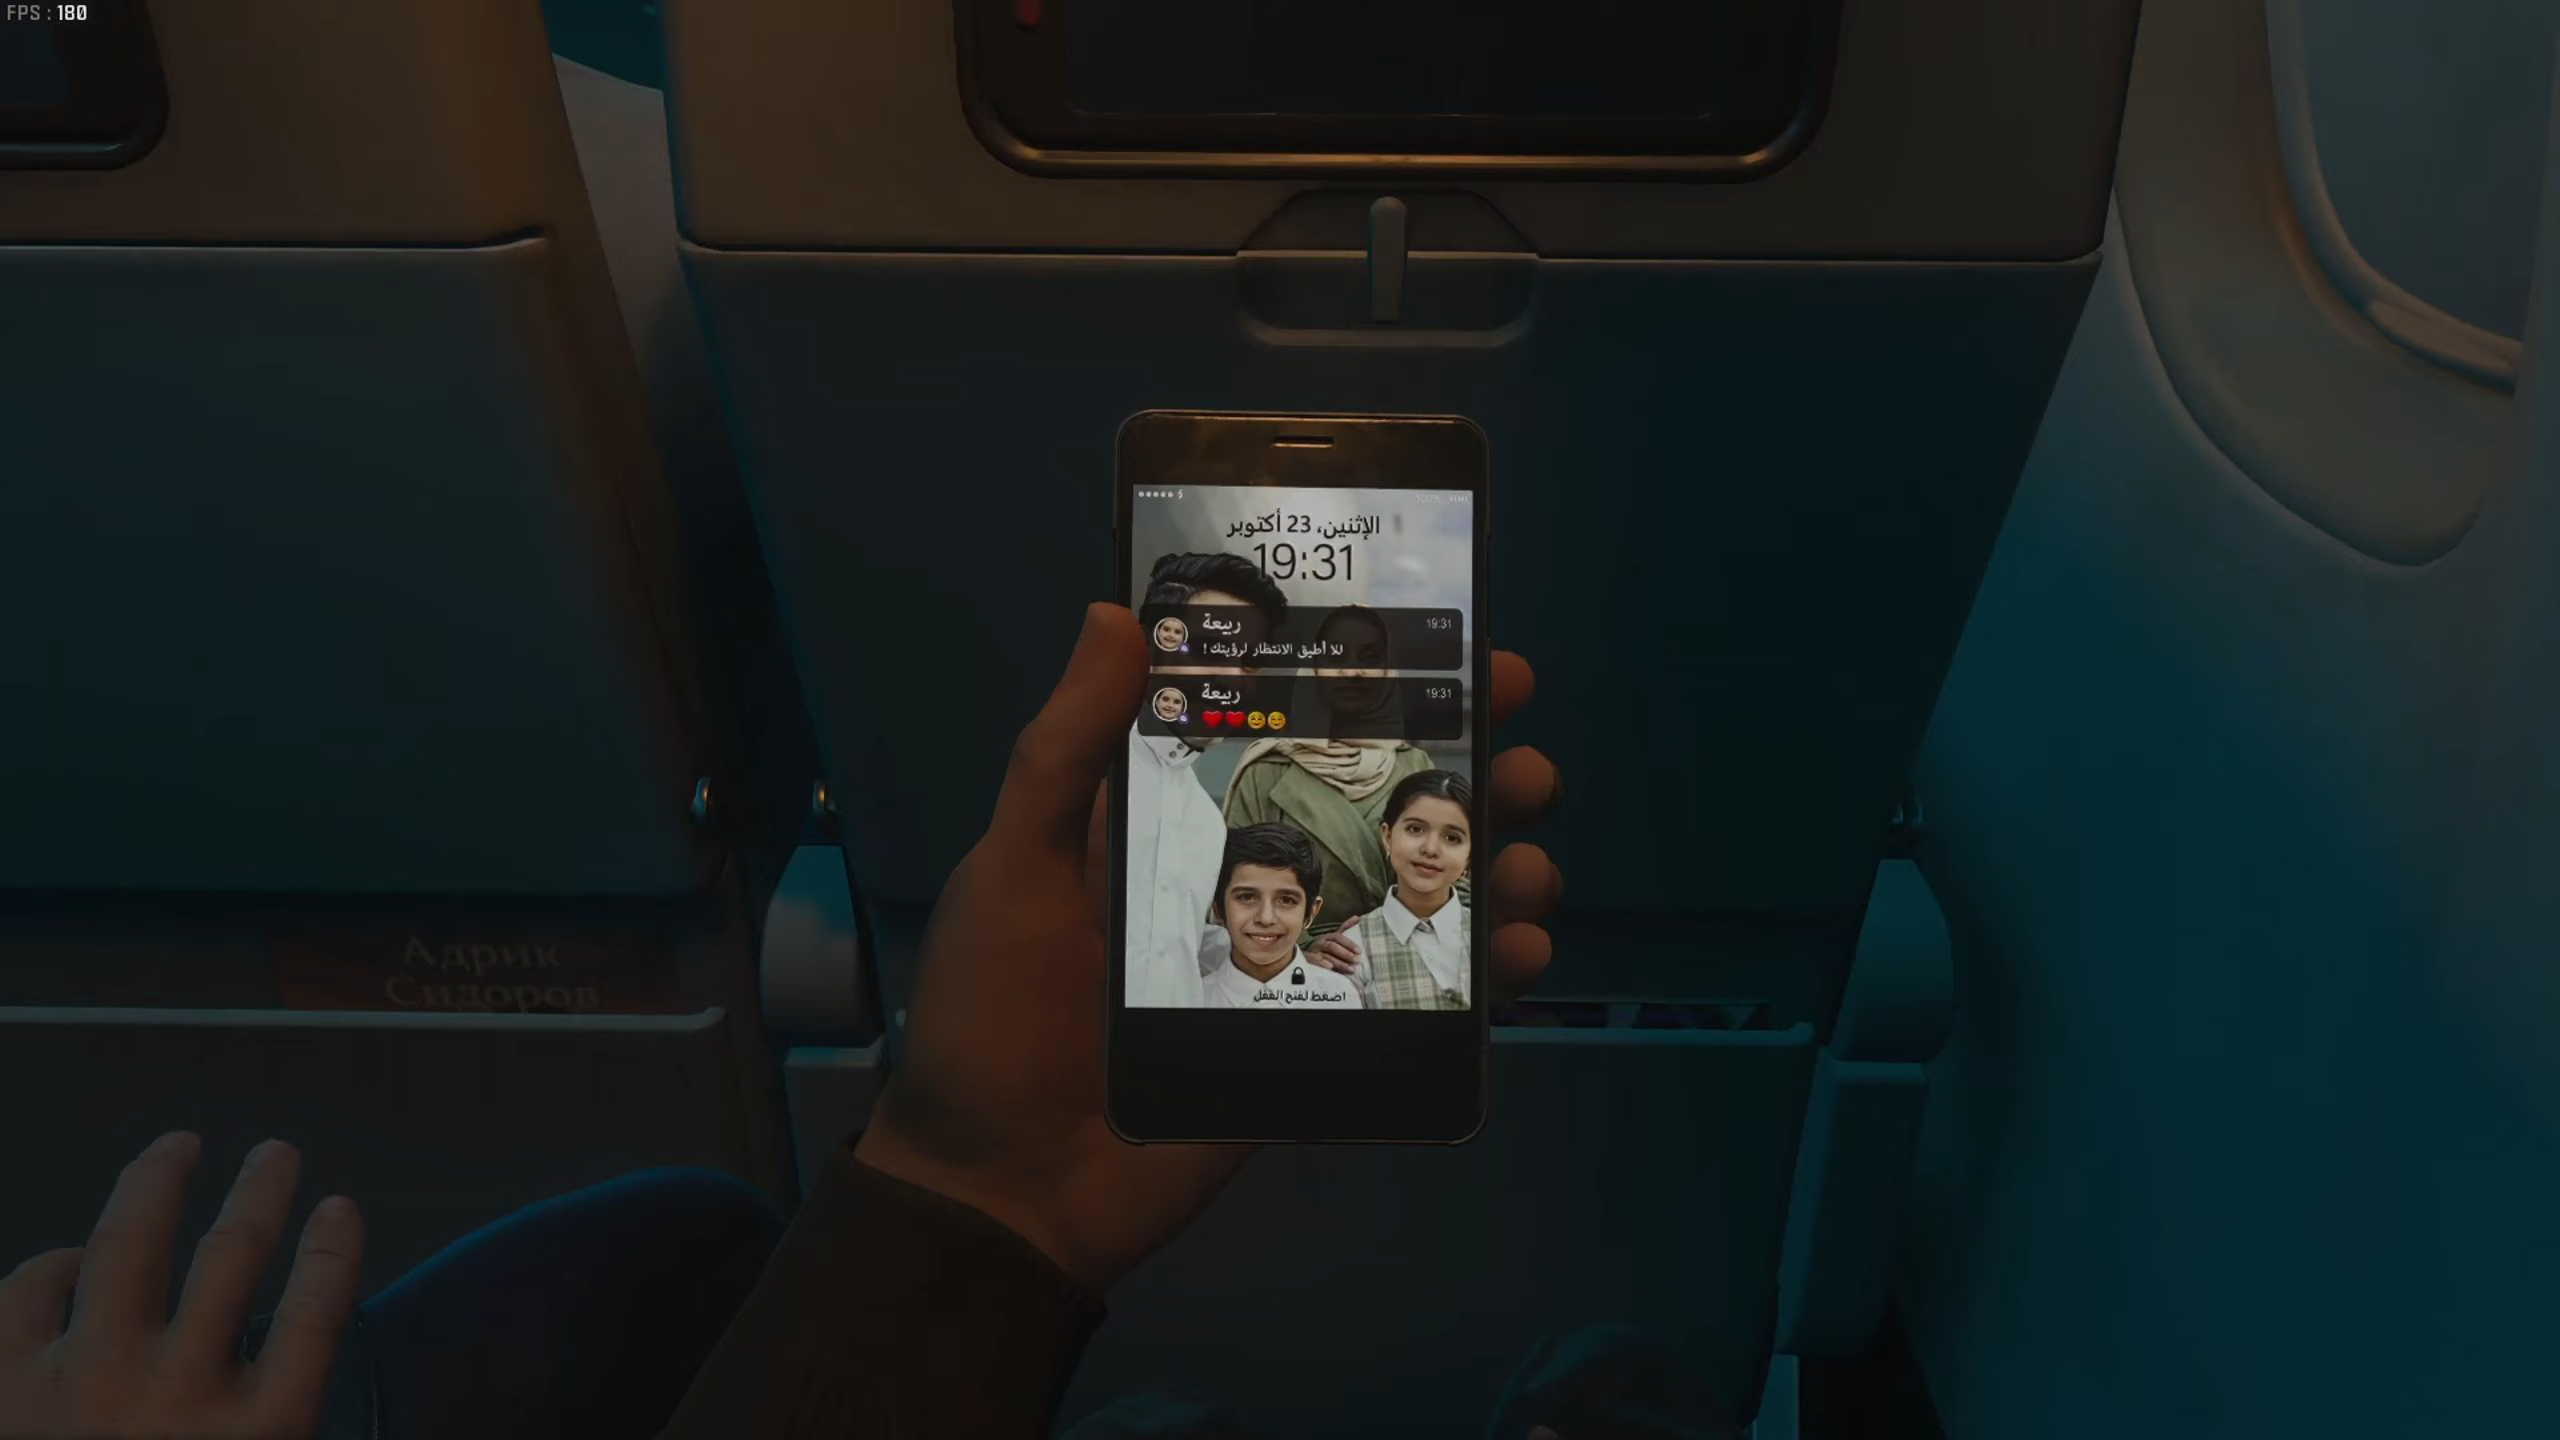 FPS : 180
الإثنين، 23 أكتوبر
19:31
ربيعة
19:31
للا أطيق الانتظار لرؤيتك !
ربيعة
19:31
❤️❤️😊😊
اضغط لفتح القفل
Адрик
Сидоров